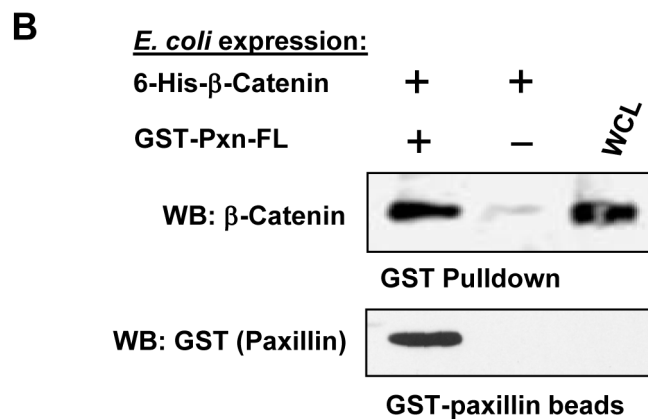 B
E. coli expression:
6-His-β-Catenin + +
GST-Pxn-FL + –
WCL
WB: β-Catenin
GST Pulldown
WB: GST (Paxillin)
GST-paxillin beads